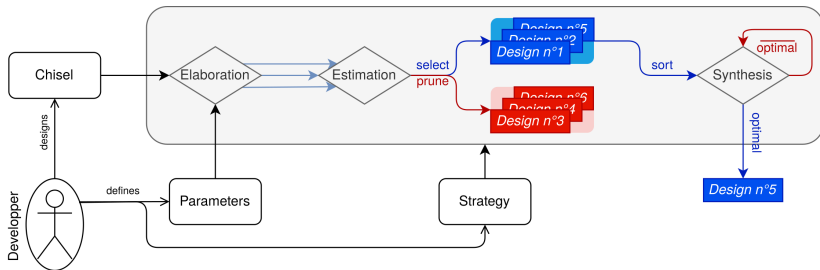 Chisel
Elaboration
Estimation
select
prune
Design n°5
Design n°2
Design n°1
Design n°6
Design n°4
Design n°3
sort
Synthesis
optimal
optimal
Design n°5
designs
Developper
defines
Parameters
Strategy